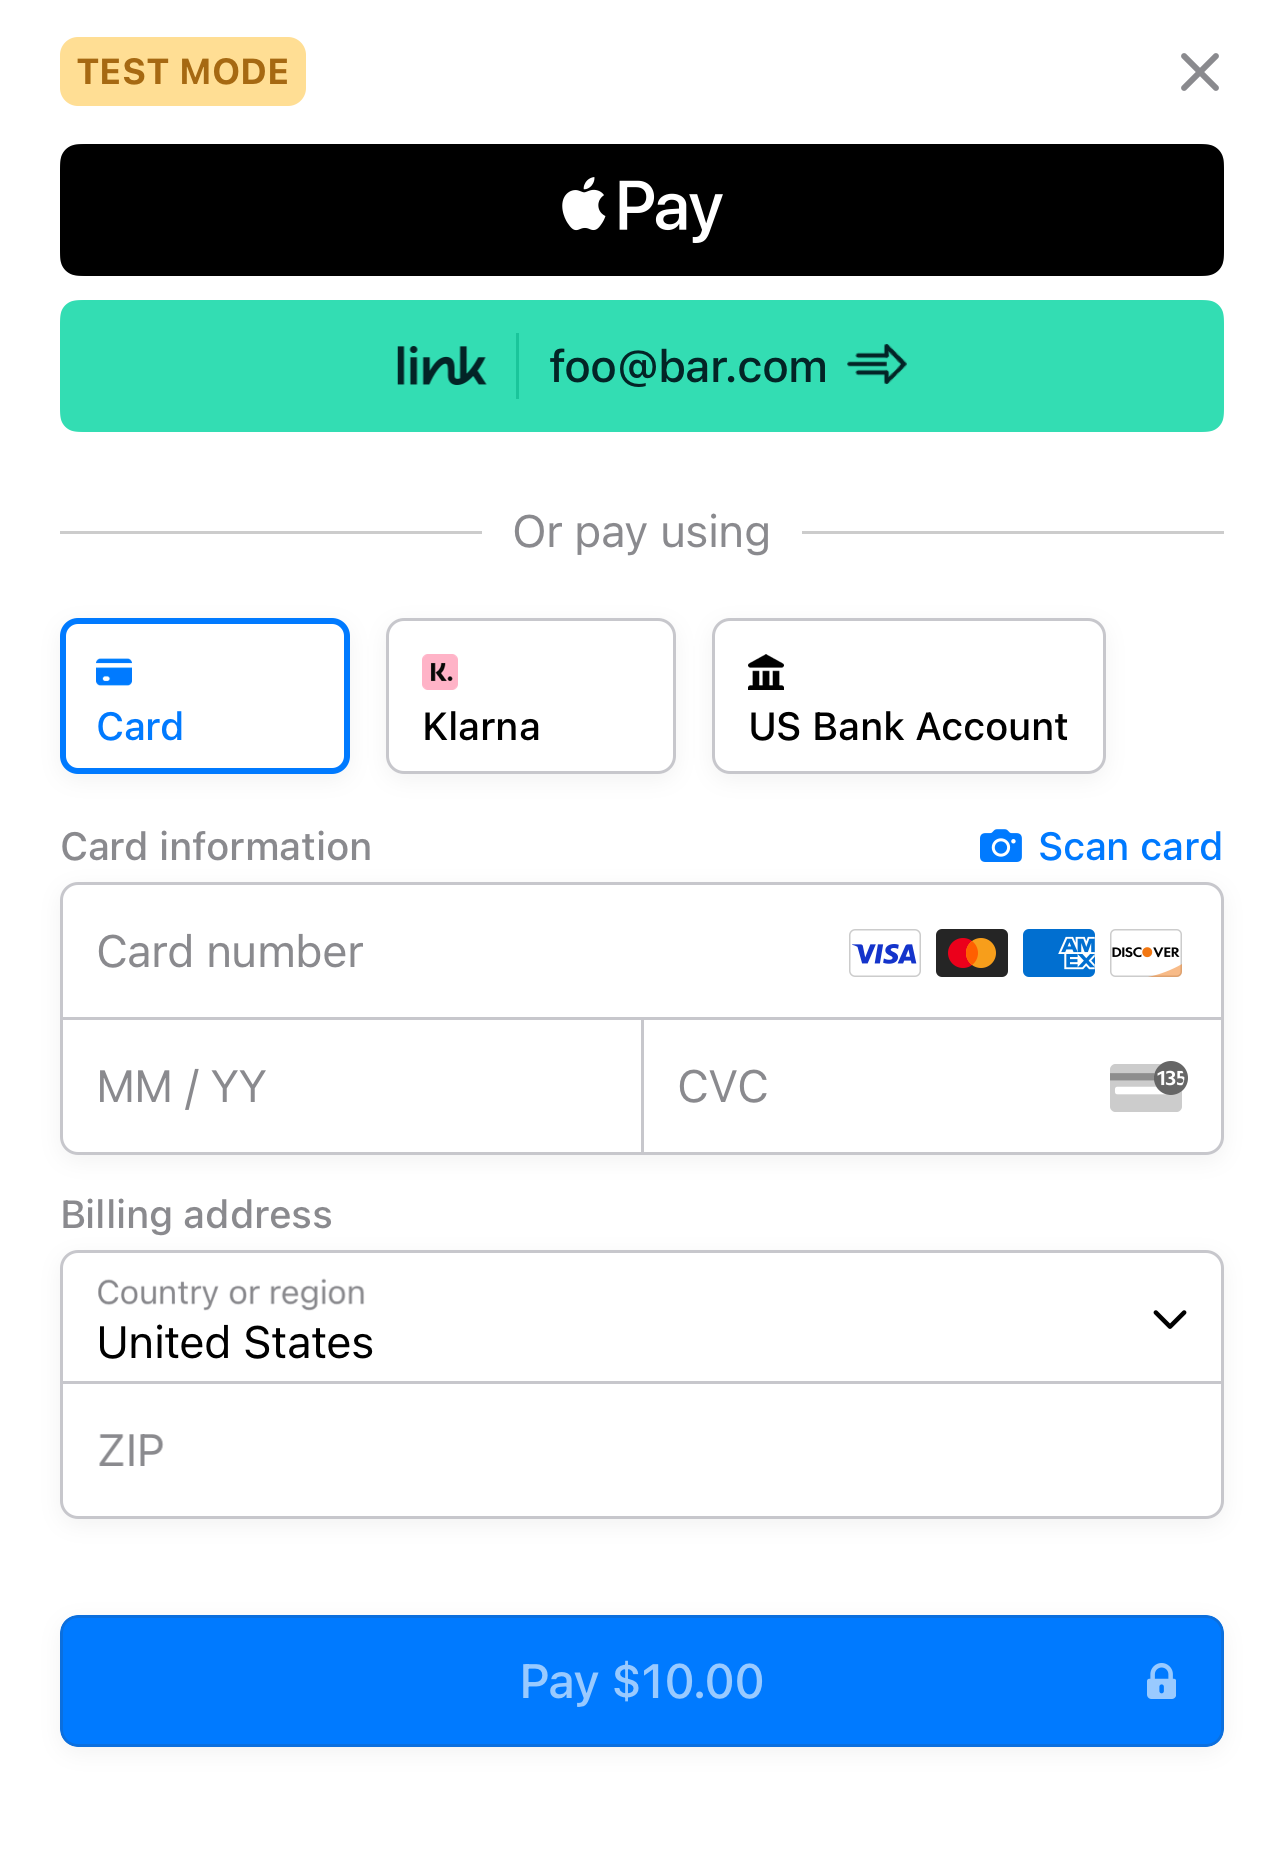 TEST MODE
Pay
link foo@bar.com
Or pay using
K.
Card Klarna US Bank Account
Card information Scan card
Card number VISA AMEX DISCOVER
MM / YY CVC 135
Billing address
Country or region
United States
ZIP
Pay $10.00